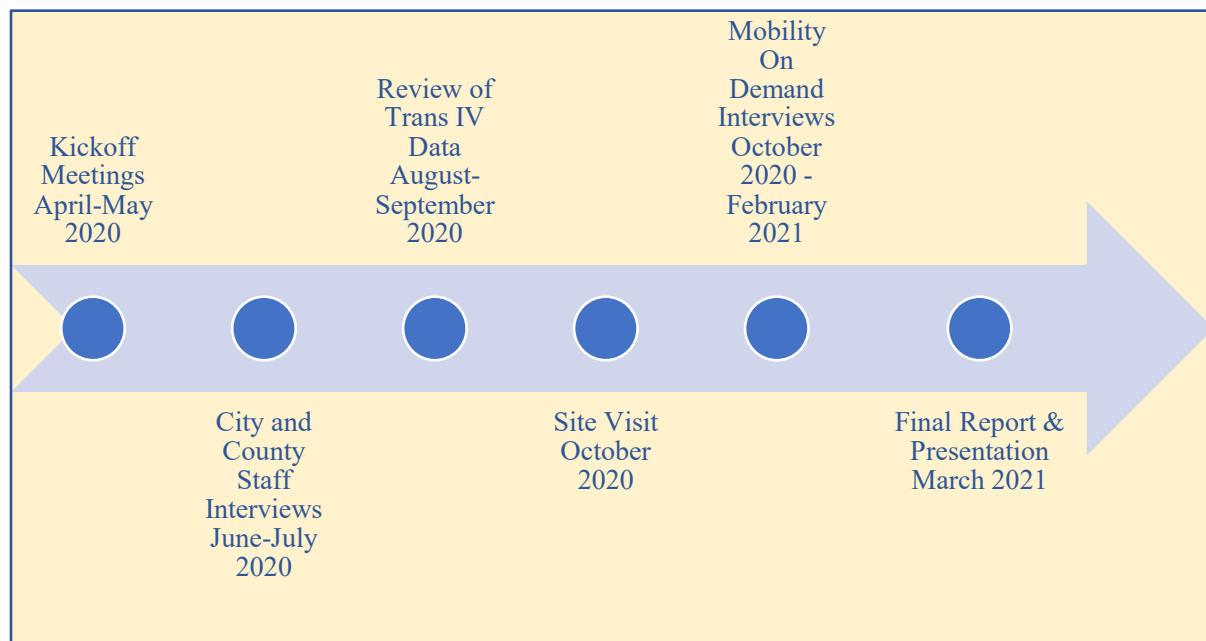 Kickoff
Meetings
April-May
2020
City and
County
Staff
Interviews
June-July
2020
Review of
Trans IV
Data
August-
September
2020
Site Visit
October
2020
Mobility
On
Demand
Interviews
October
2020 -
February
2021
Final Report &
Presentation
March 2021